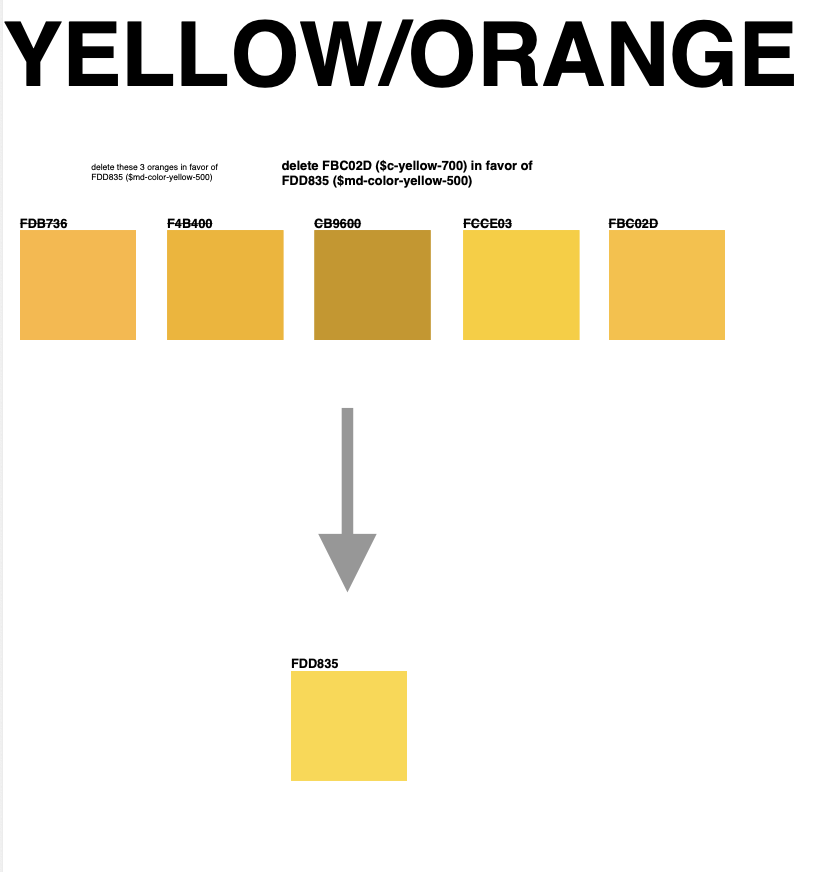 YELLOW/ORANGE
delete these 3 oranges in favor of
FDD835 ($md-color-yellow-500)
delete FBC02D ($c-yellow-700) in favor of
FDD835 ($md-color-yellow-500)
FDB736 F4B400 CB9600 FCCE03 FBC02D
FDD835